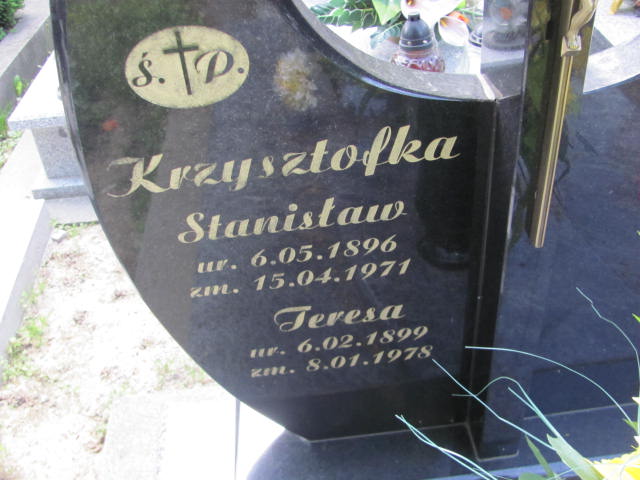 Ś. P.
Krzysztofka
Stanisław
ur. 6.05.1896
zm. 15.04.1971
Teresa
ur. 6.02.1899
zm. 8.01.1978